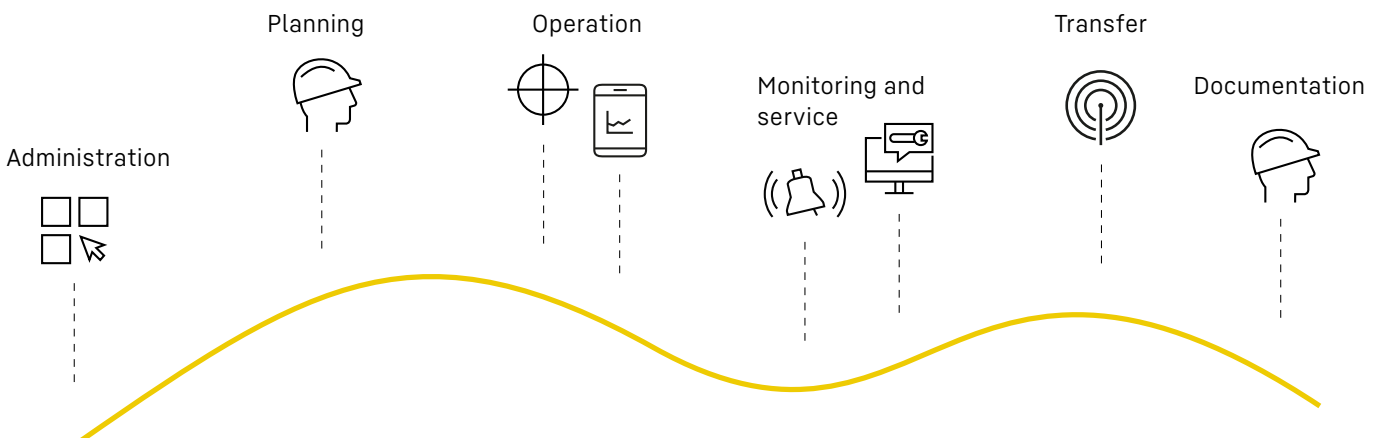 Administration
Planning
Operation
Monitoring and
service
Transfer
Documentation